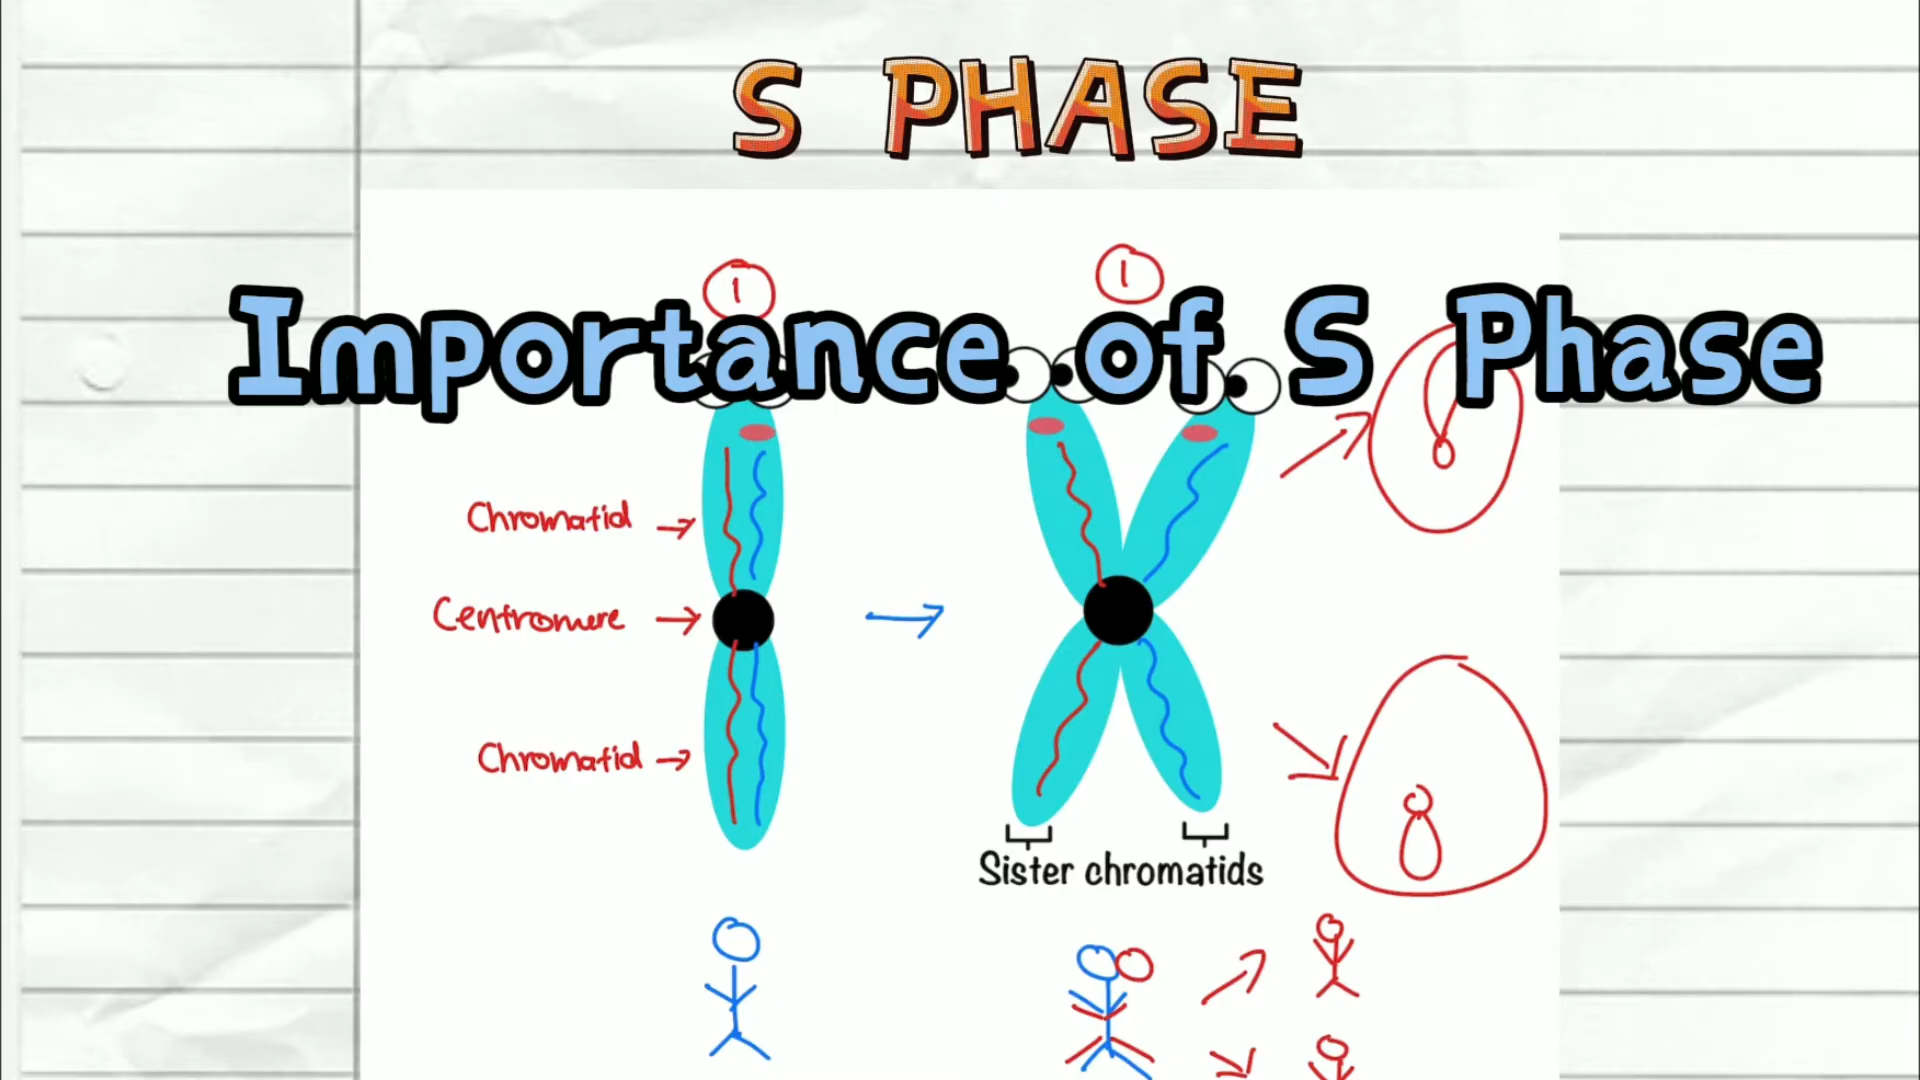 S PHASE
1
1
Importance of S Phase
Chromatid
Centromere
Chromatid
Sister chromatids